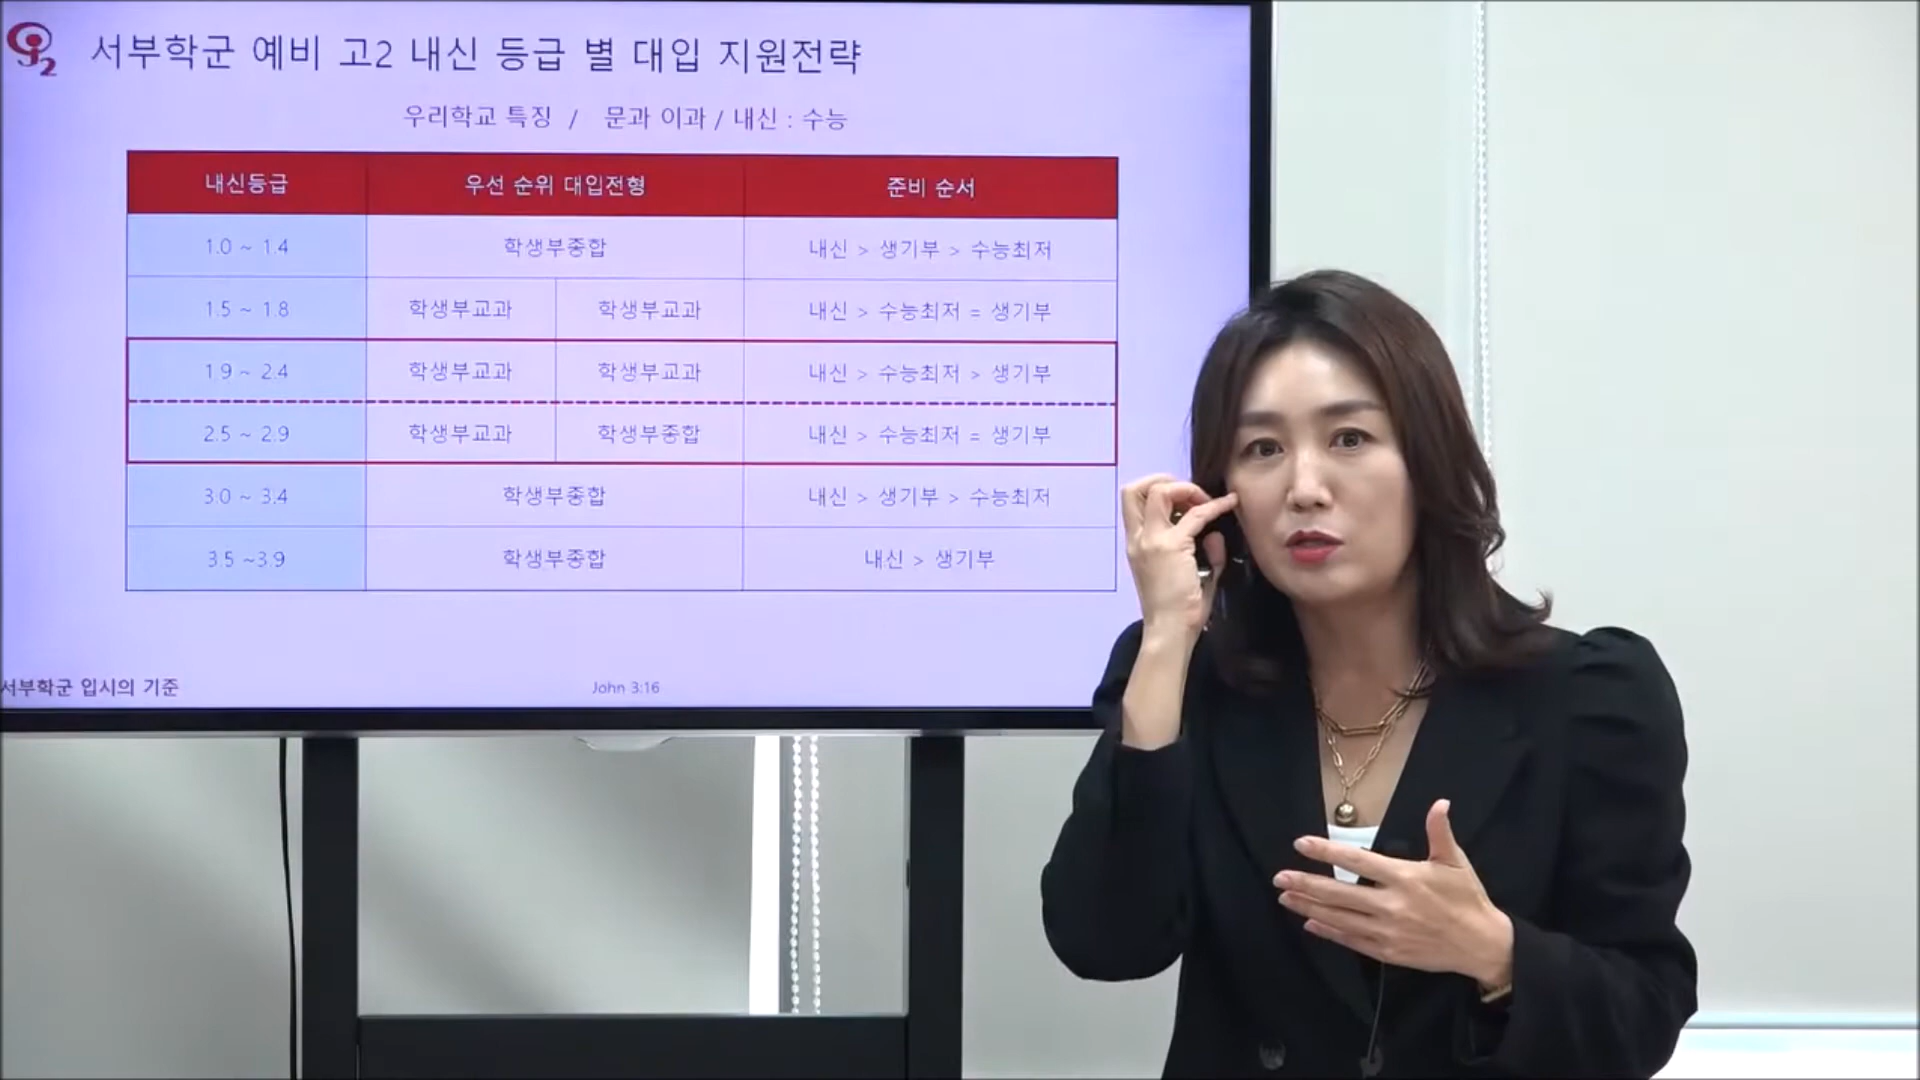 서부학군 예비 고2 내신 등급 별 대입 지원전략
우리학교 특징 / 문과 이과 / 내신 : 수능
내신등급 우선 순위 대입전형 준비 순서
1.0 ~ 1.4 학생부종합 내신 > 생기부 > 수능최저
1.5 ~ 1.8 학생부교과 학생부교과 내신 > 수능최저 = 생기부
1.9 ~ 2.4 학생부교과 학생부교과 내신 > 수능최저 > 생기부
2.5 ~ 2.9 학생부교과 학생부종합 내신 > 수능최저 = 생기부
3.0 ~ 3.4 학생부종합 내신 > 생기부 > 수능최저
3.5 ~3.9 학생부종합 내신 > 생기부
서부학군 입시의 기준 John 3:16